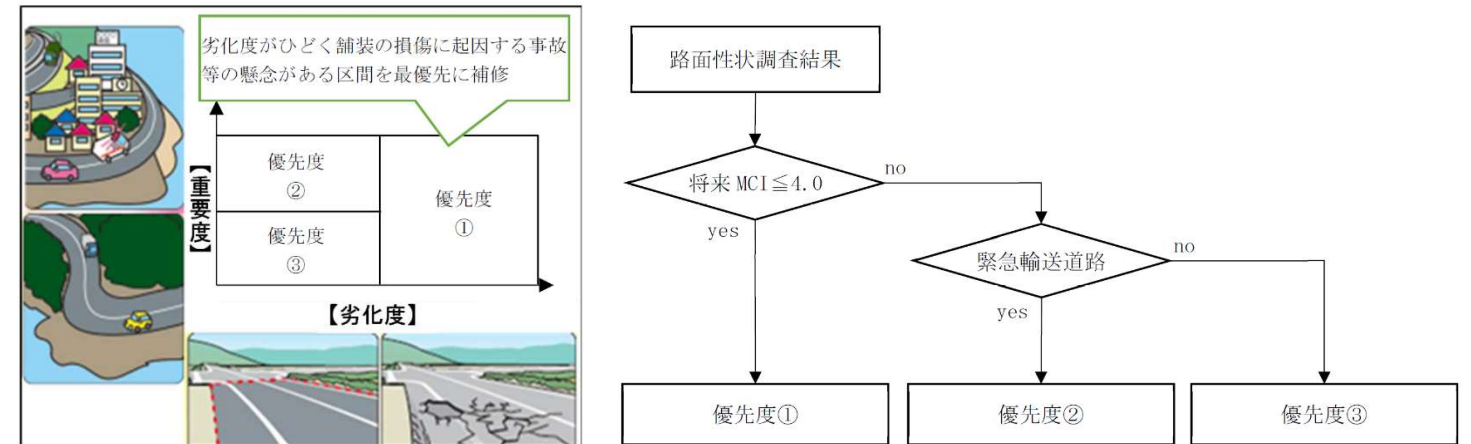 劣化度がひどく舗装の損傷に起因する事故
等の懸念がある区間を最優先に補修
【重要度】
優先度
②
優先度
①
優先度
③
【劣化度】
路面性状調査結果
将来 MCI≦4.0
no
yes
緊急輸送道路
no
yes
優先度①
優先度②
優先度③